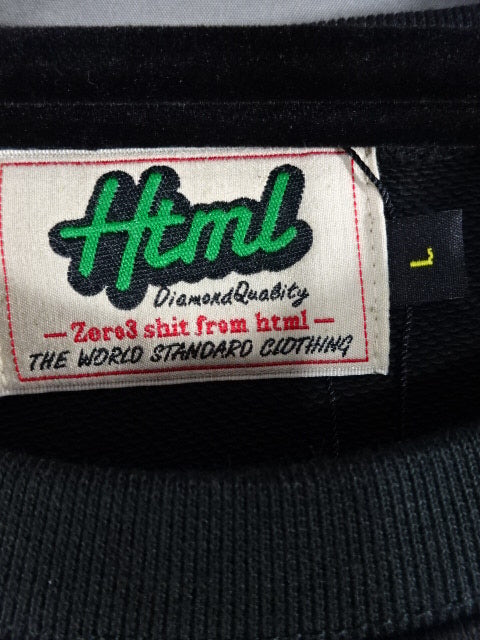 Html
DiamondQuality
—Zero3 shit from html—
THE WORLD STANDARD CLOTHING
L